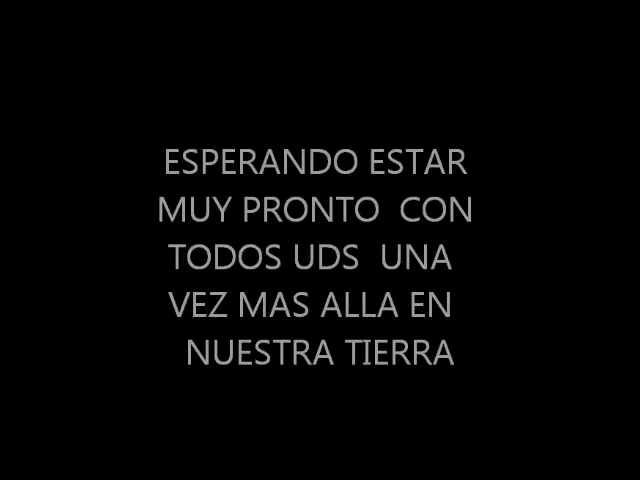 ESPERANDO ESTAR
MUY PRONTO CON
TODOS UDS UNA
VEZ MAS ALLA EN
NUESTRA TIERRA